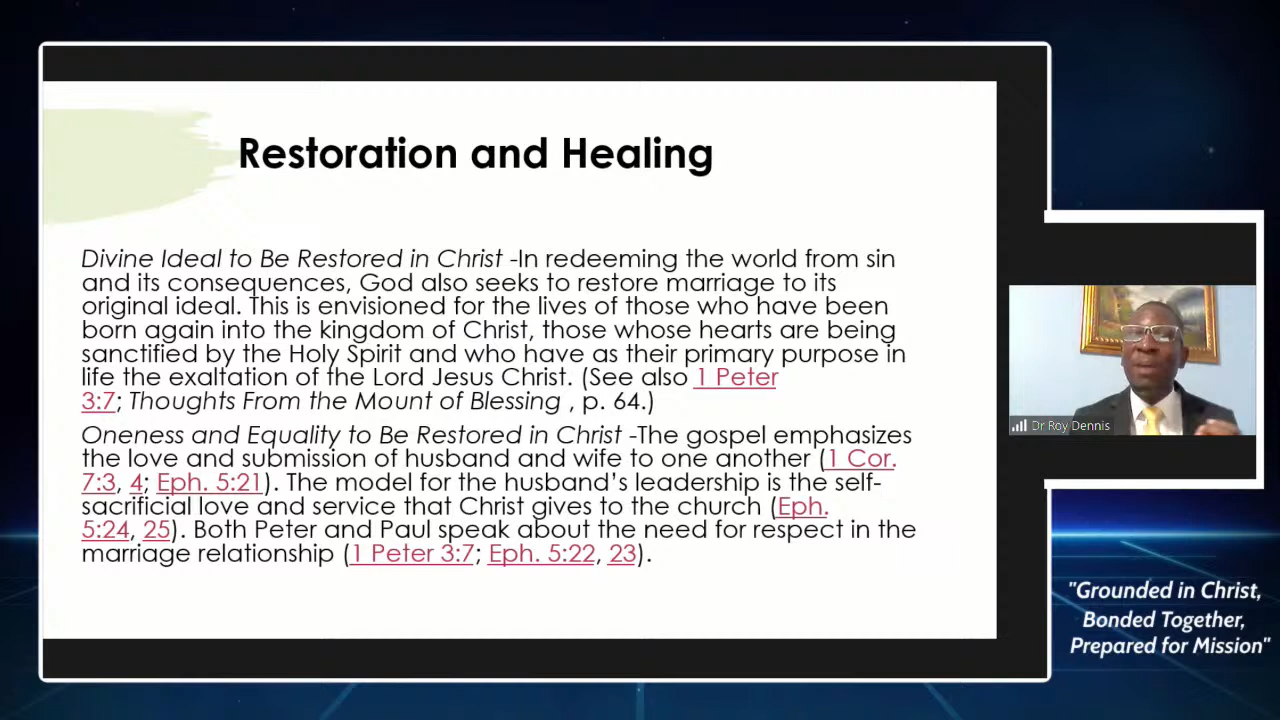 Restoration and Healing
Divine Ideal to Be Restored in Christ -In redeeming the world from sin
and its consequences, God also seeks to restore marriage to its
original ideal. This is envisioned for the lives of those who have been
born again into the kingdom of Christ, those whose hearts are being
sanctified by the Holy Spirit and who have as their primary purpose in
life the exaltation of the Lord Jesus Christ. (See also 1 Peter
3:7; Thoughts From the Mount of Blessing , p. 64.)
Oneness and Equality to Be Restored in Christ -The gospel emphasizes
the love and submission of husband and wife to one another (1 Cor.
7:3, 4; Eph. 5:21). The model for the husband’s leadership is the self-
sacrificial love and service that Christ gives to the church (Eph.
5:24, 25). Both Peter and Paul speak about the need for respect in the
marriage relationship (1 Peter 3:7; Eph. 5:22, 23).
Dr Roy Dennis
"Grounded in Christ,
Bonded Together,
Prepared for Mission"